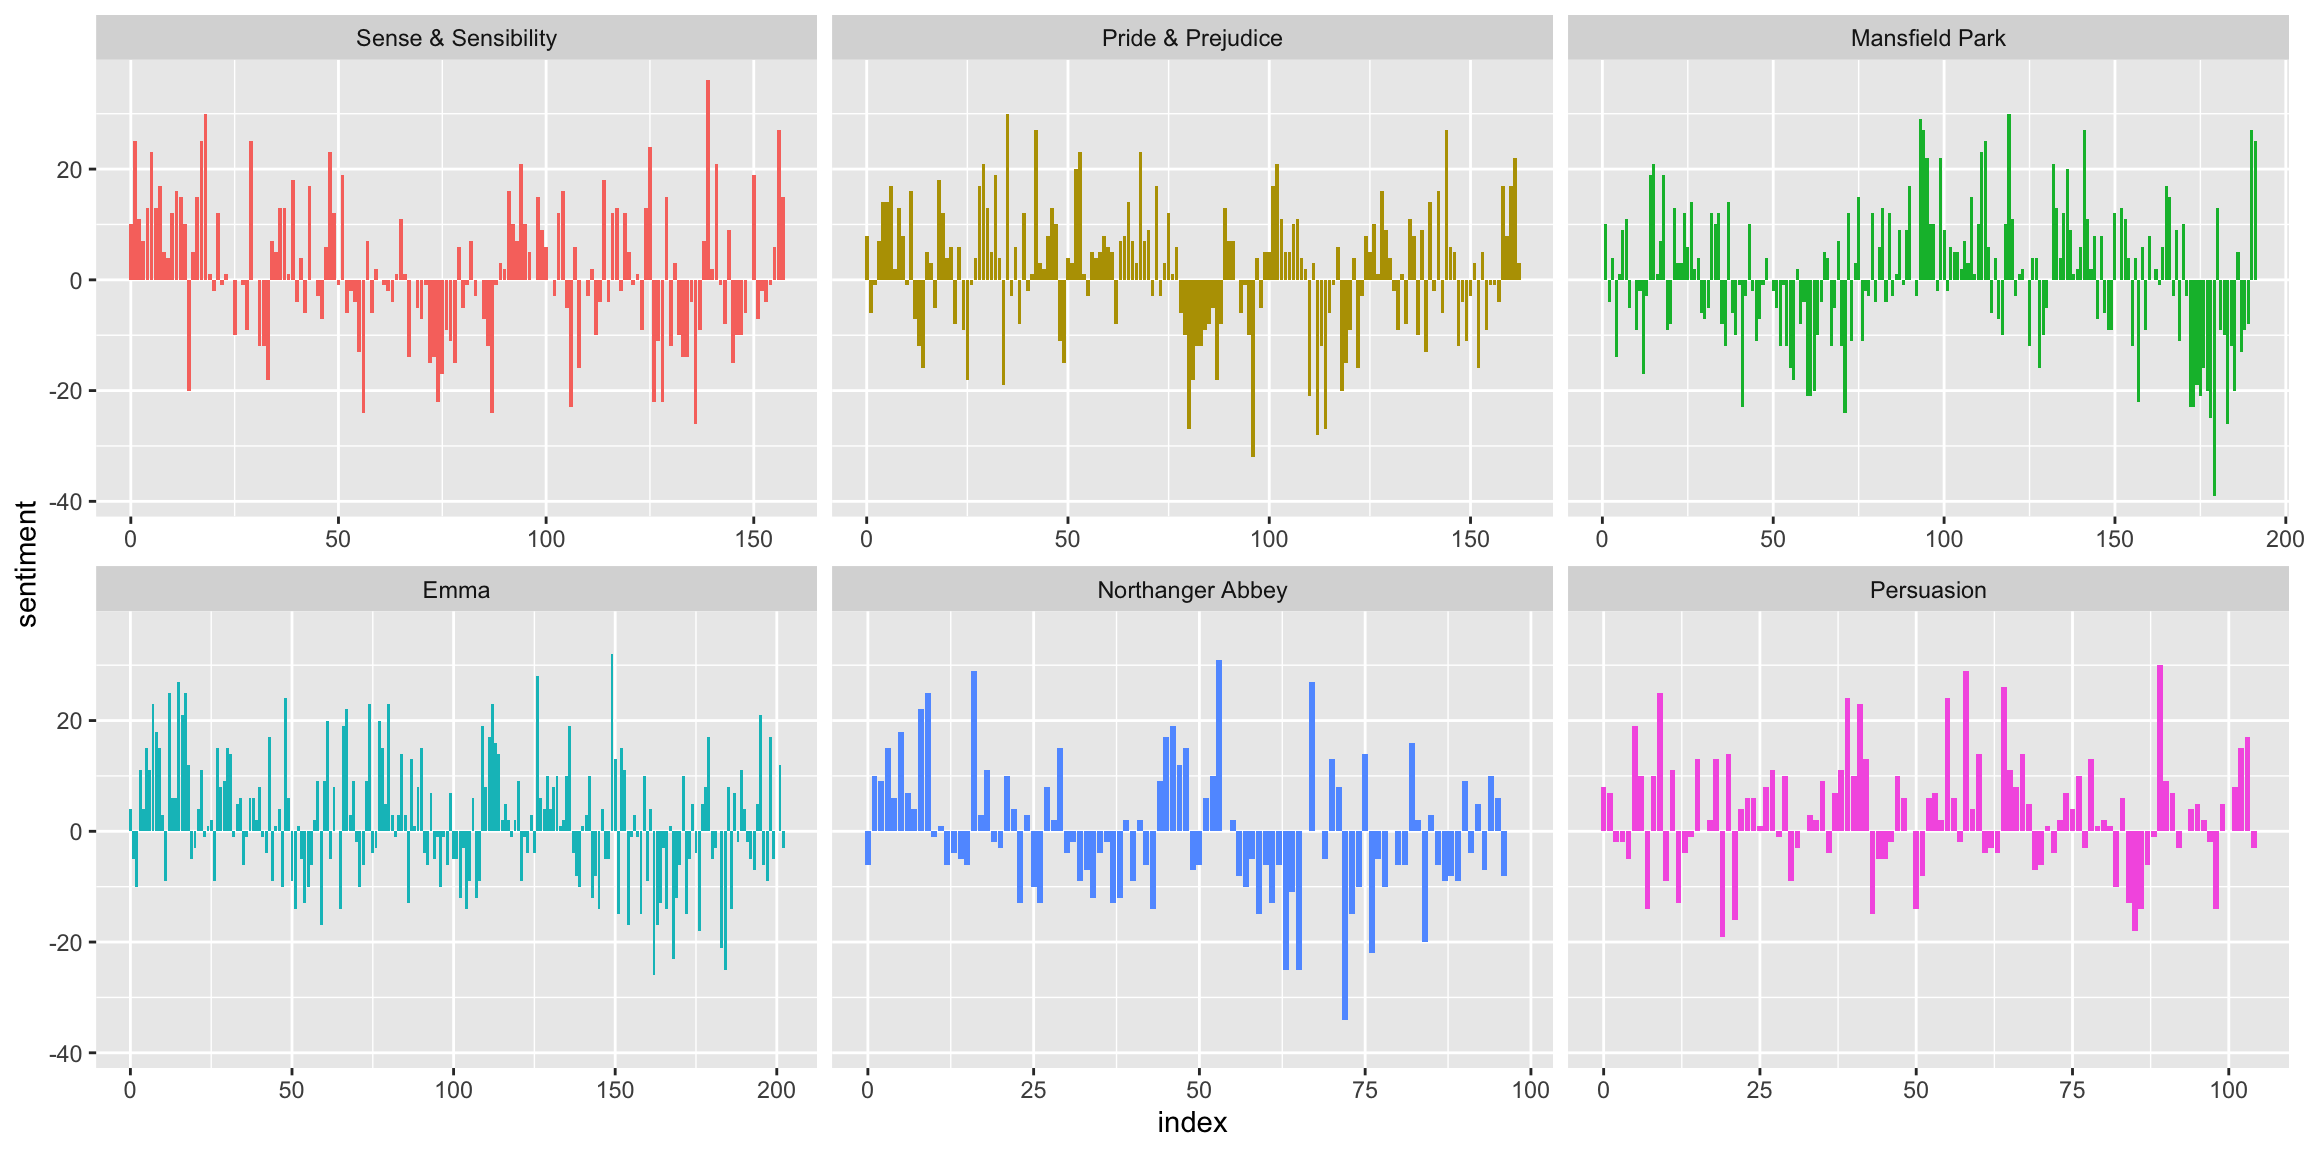 Sense & Sensibility
Pride & Prejudice
Mansfield Park
20
0
-20
-40
0 50 100 150
0 50 100 150
0 50 100 150 200
sentiment
Emma
Northanger Abbey
Persuasion
20
0
-20
-40
0 50 100 150 200
0 25 50 75 100
0 25 50 75 100
index